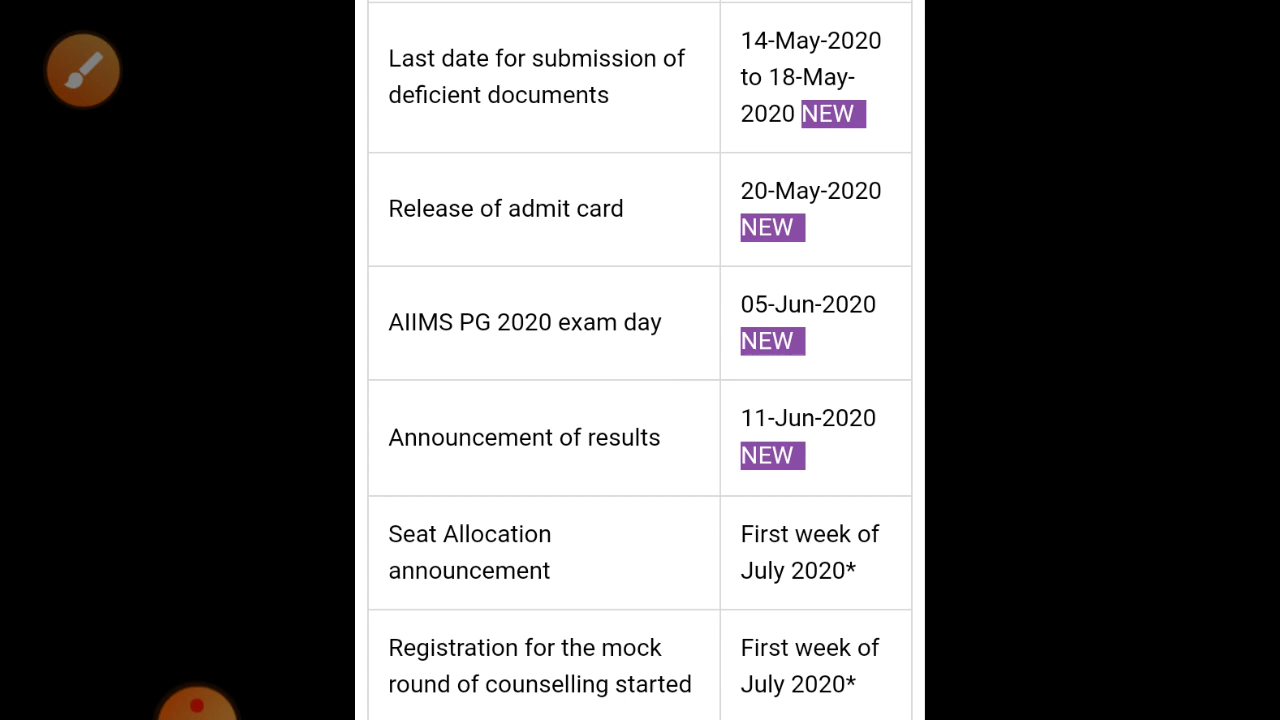 Last date for submission of
deficient documents
14-May-2020
to 18-May-
2020 NEW
Release of admit card
20-May-2020
NEW
AIIMS PG 2020 exam day
05-Jun-2020
NEW
Announcement of results
11-Jun-2020
NEW
Seat Allocation
announcement
First week of
July 2020*
Registration for the mock
round of counselling started
First week of
July 2020*